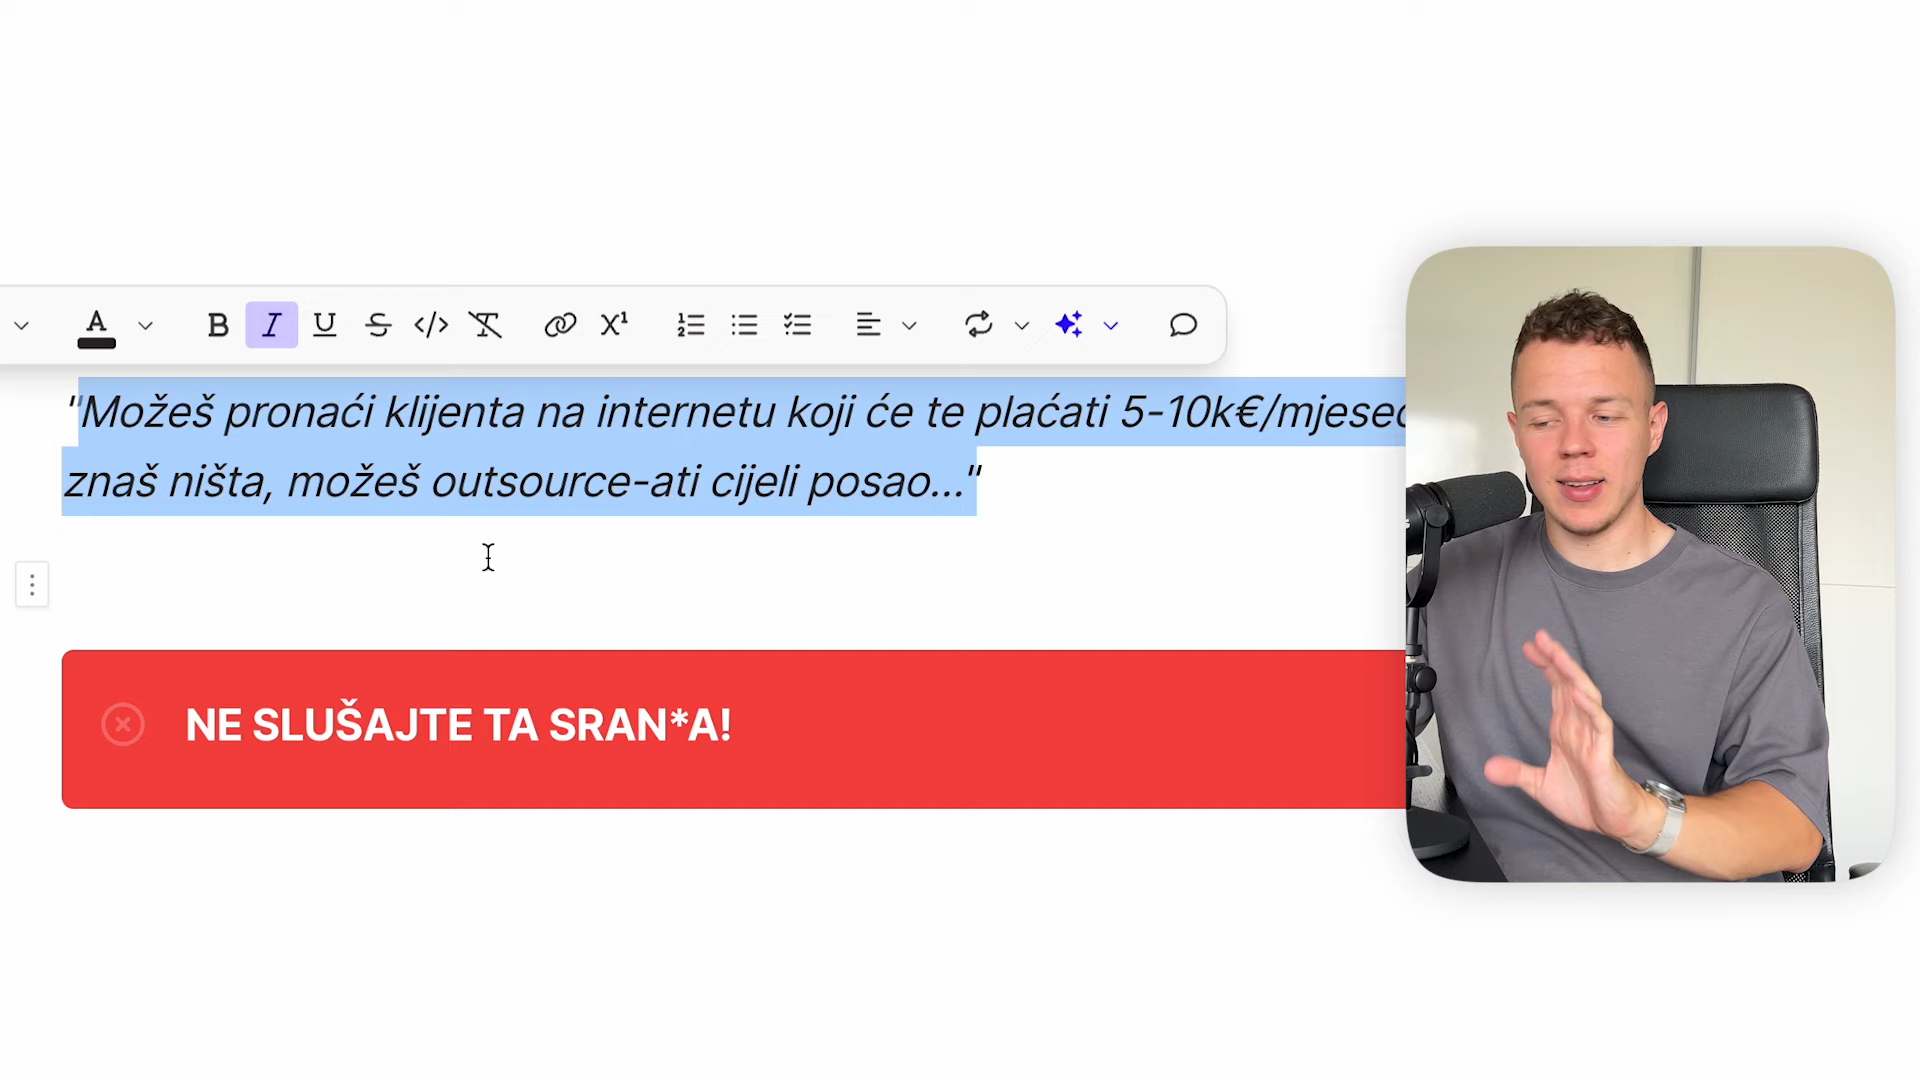 "Možeš pronaći klijenta na internetu koji će te plaćati 5-10k€/mjesec
znaš ništa, možeš outsource-ati cijeli posao..."
NE SLUŠAJTE TA SRAN*A!